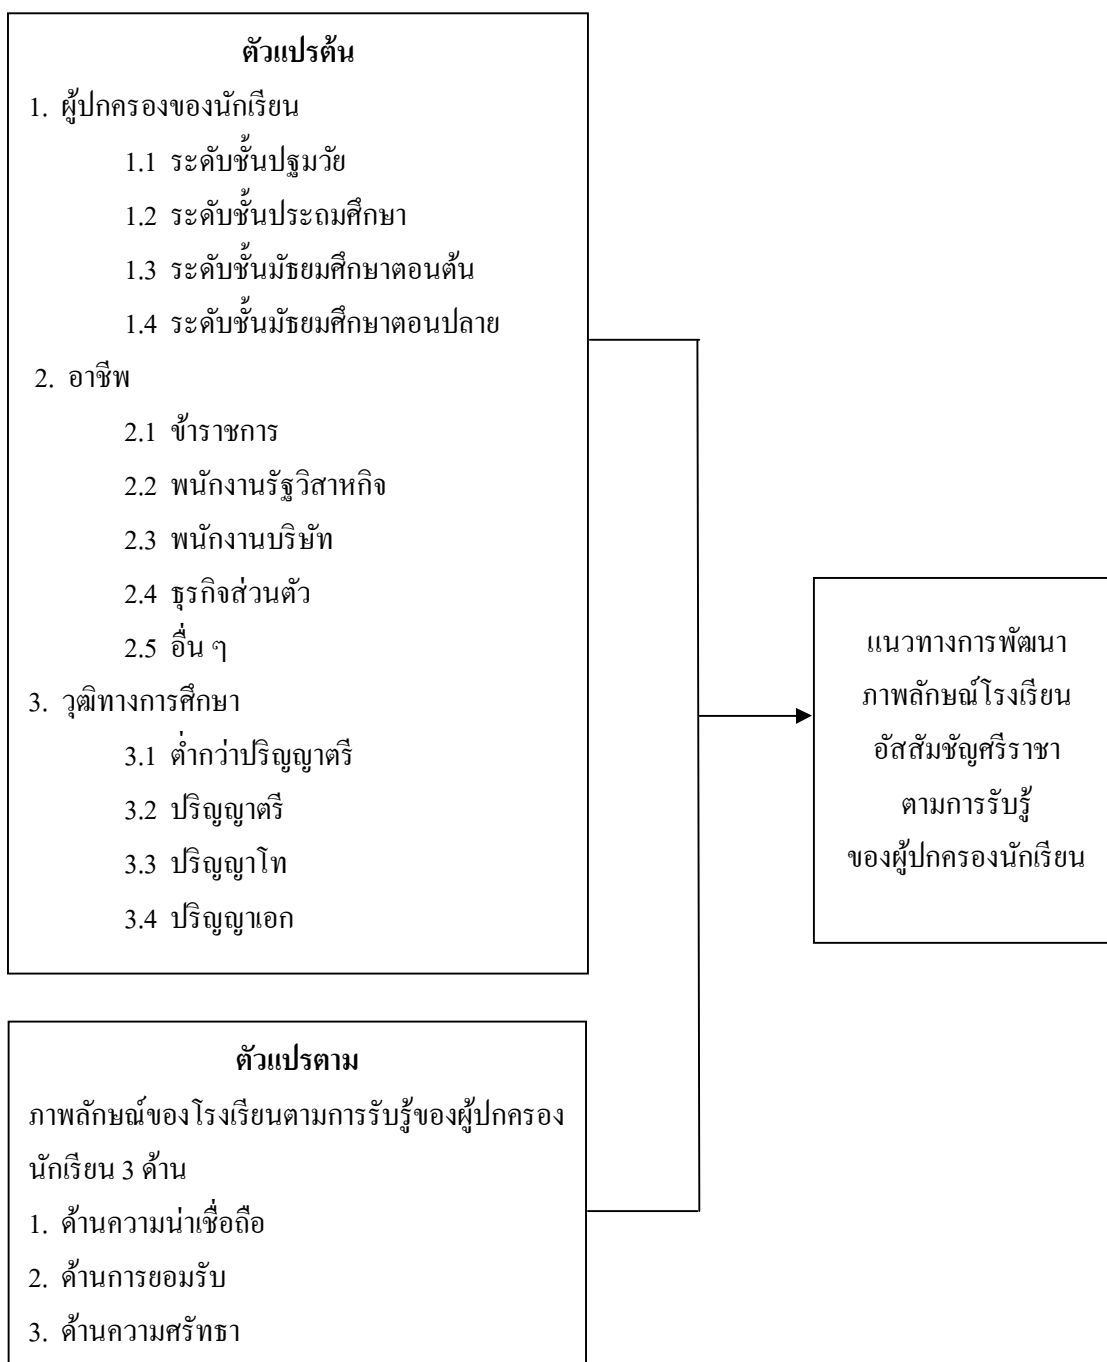 ตัวแปรต้น
1. ผู้ปกครองของนักเรียน
1.1 ระดับชั้นปฐมวัย
1.2 ระดับชั้นประถมศึกษา
1.3 ระดับชั้นมัธยมศึกษาตอนต้น
1.4 ระดับชั้นมัธยมศึกษาตอนปลาย
2. อาชีพ
2.1 ข้าราชการ
2.2 พนักงานรัฐวิสาหกิจ
2.3 พนักงานบริษัท
2.4 ธุรกิจส่วนตัว
2.5 อื่น ๆ
3. วุฒิทางการศึกษา
3.1 ต่ำกว่าปริญญาตรี
3.2 ปริญญาตรี
3.3 ปริญญาโท
3.4 ปริญญาเอก
ตัวแปรตาม
ภาพลักษณ์ของโรงเรียนตามการรับรู้ของผู้ปกครอง
นักเรียน 3 ด้าน
1. ด้านความน่าเชื่อถือ
2. ด้านการยอมรับ
3. ด้านความศรัทธา
แนวทางการพัฒนา
ภาพลักษณ์โรงเรียน
อัสสัมชัญศรีราชา
ตามการรับรู้
ของผู้ปกครองนักเรียน